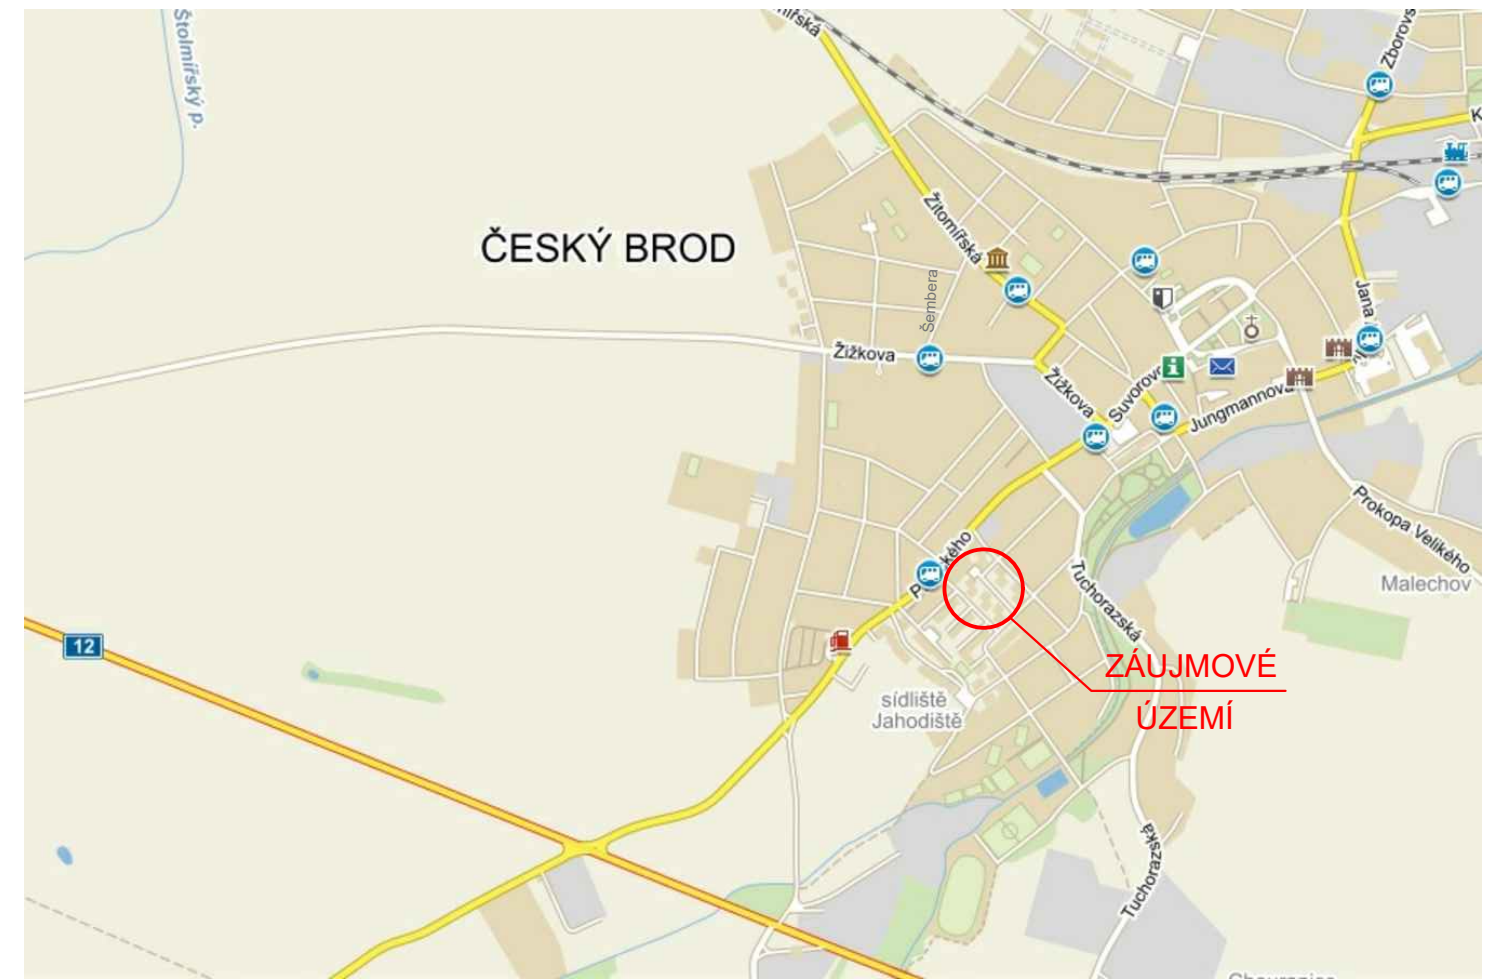 Štolmířský p.
Zborovs
K
ČESKÝ BROD
Žitomířská
Šembera
Jana
Žižkova
Žižkova
Suvorov
Jungmannova
Prokopa Velikého
Malechov
Tuchorazská
12
ZÁUJMOVÉ
ÚZEMÍ
sídliště
Jahodiště
Tuchorazská